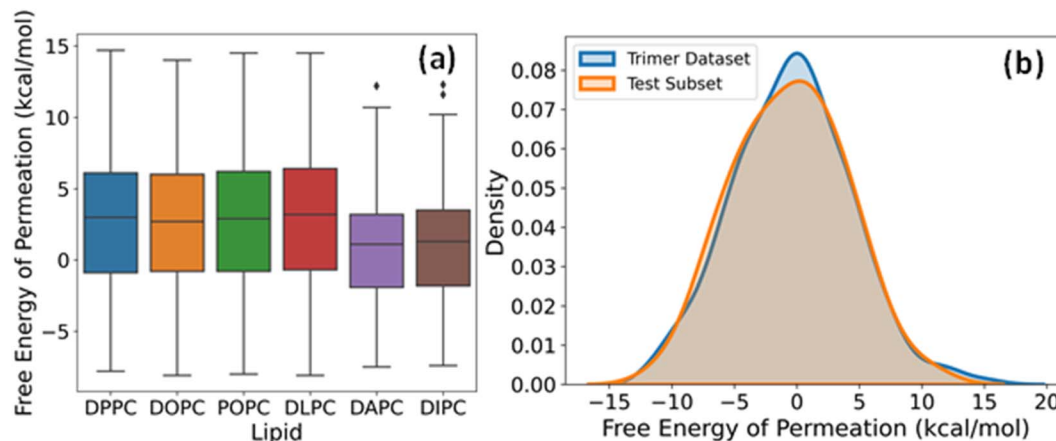 (a)
Free Energy of Permeation (kcal/mol)
15
10
5
0
−5
DPPC DOPC POPC DLPC DAPC DIPC
Lipid
(b)
Trimer Dataset
Test Subset
Density
0.08
0.07
0.06
0.05
0.04
0.03
0.02
0.01
0.00
−15 −10 −5 0 5 10 15 20
Free Energy of Permeation (kcal/mol)